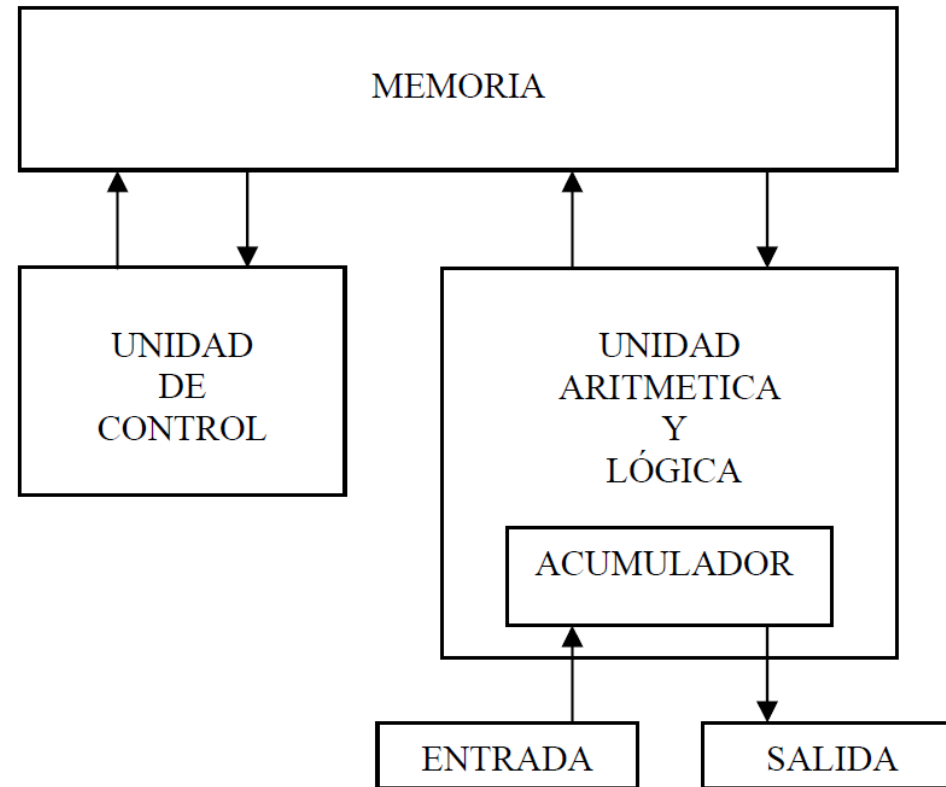 MEMORIA
UNIDAD
DE
CONTROL
UNIDAD
ARITMETICA
Y
LÓGICA
ACUMULADOR
ENTRADA
SALIDA